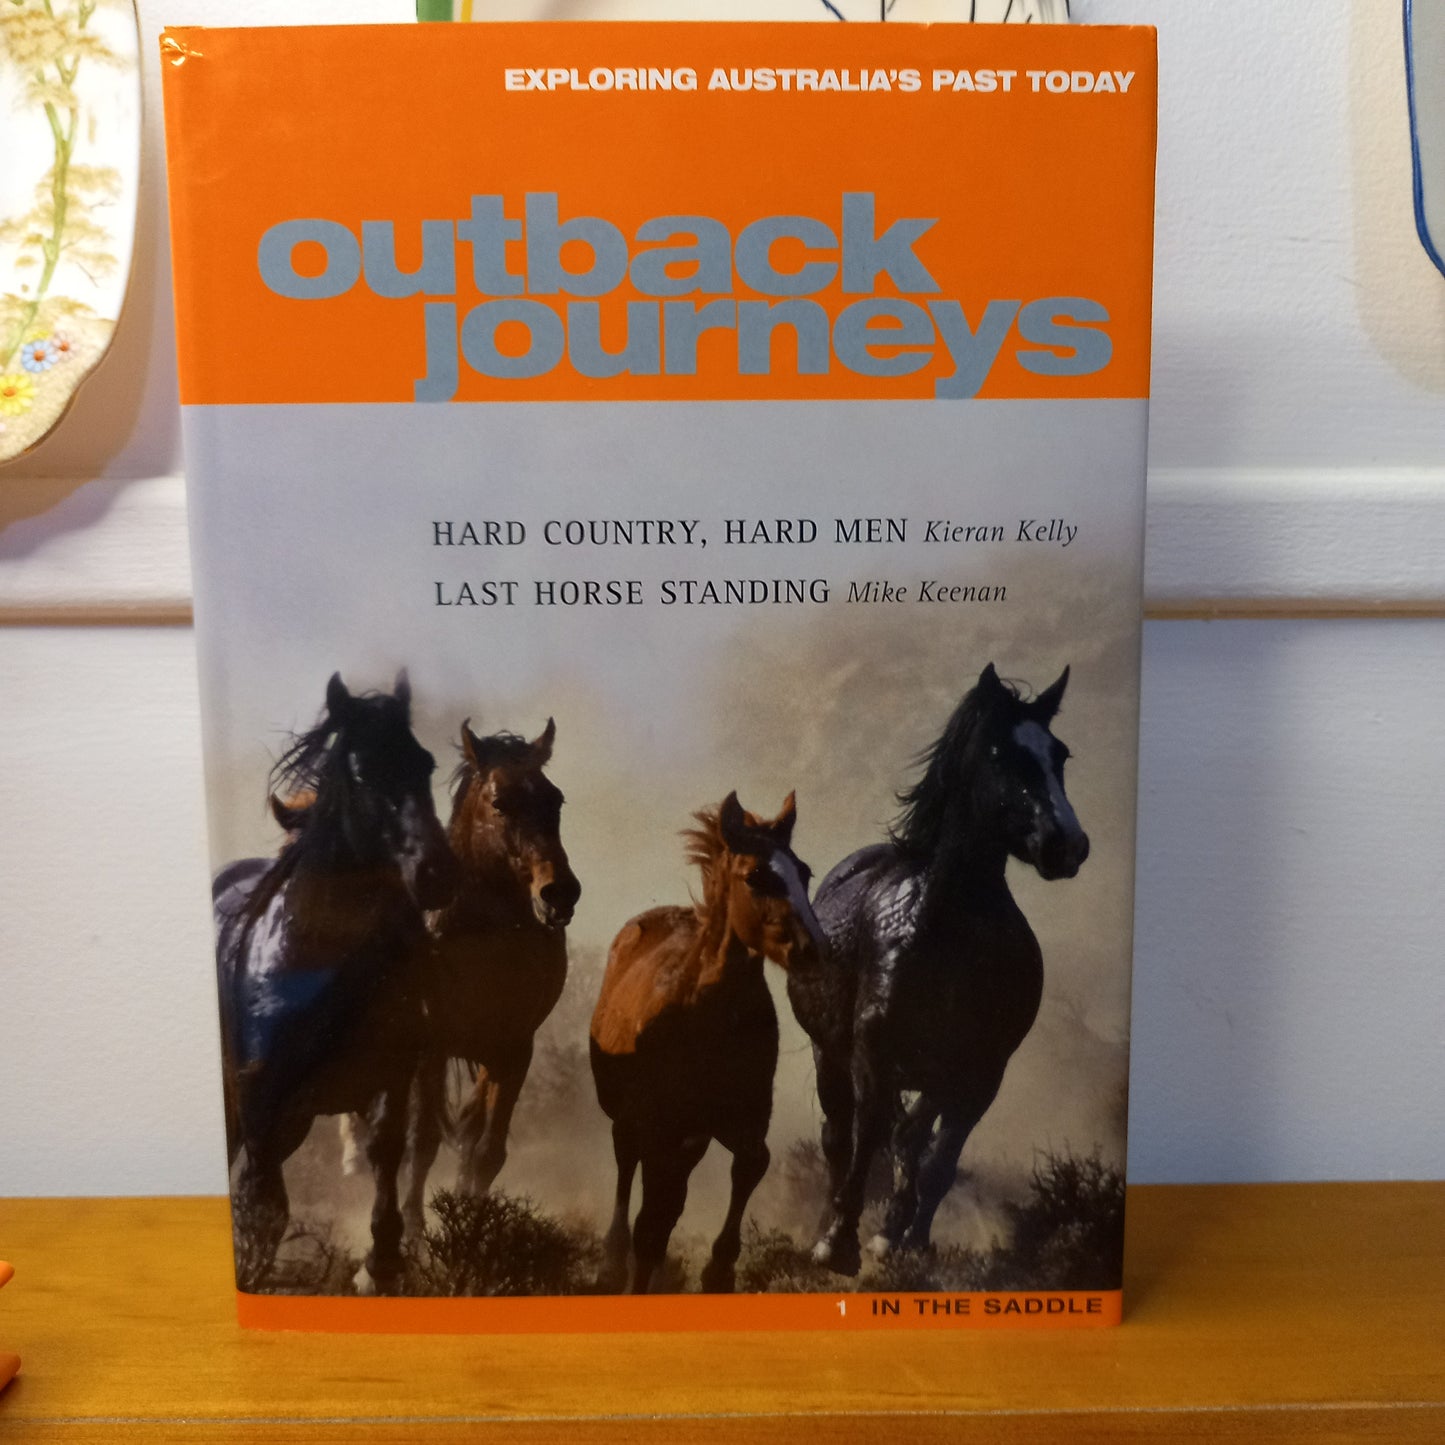 EXPLORING AUSTRALIA'S PAST TODAY
outback
journeys
HARD COUNTRY, HARD MEN Kieran Kelly
LAST HORSE STANDING Mike Keenan
1 IN THE SADDLE